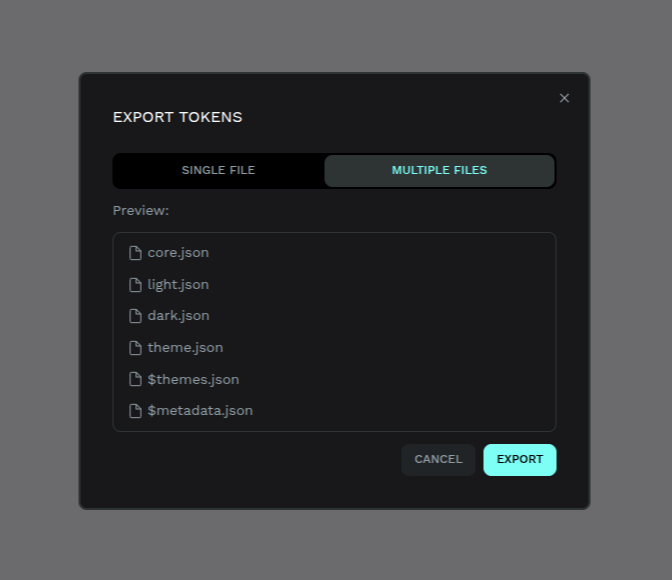 EXPORT TOKENS
SINGLE FILE
MULTIPLE FILES
Preview:
core.json
light.json
dark.json
theme.json
$themes.json
$metadata.json
CANCEL
EXPORT